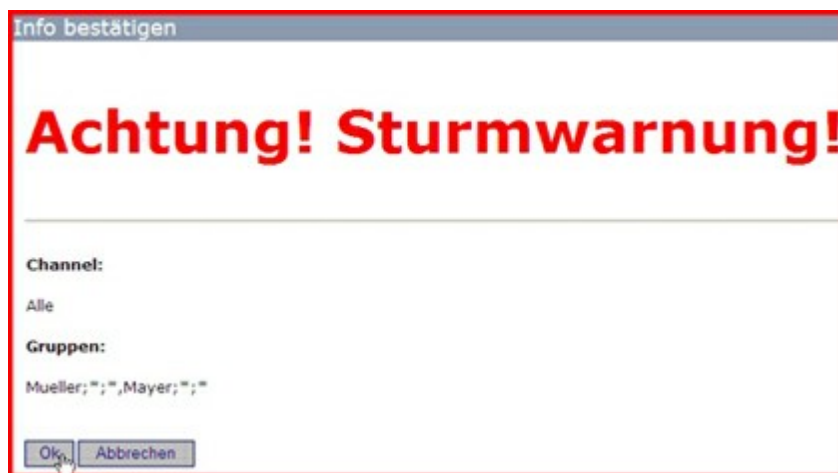 Info bestätigen
Achtung! Sturmwarnung!
Channel:
Alle
Gruppen:
Mueller;*;*,Mayer;*;*
Ok Abbrechen